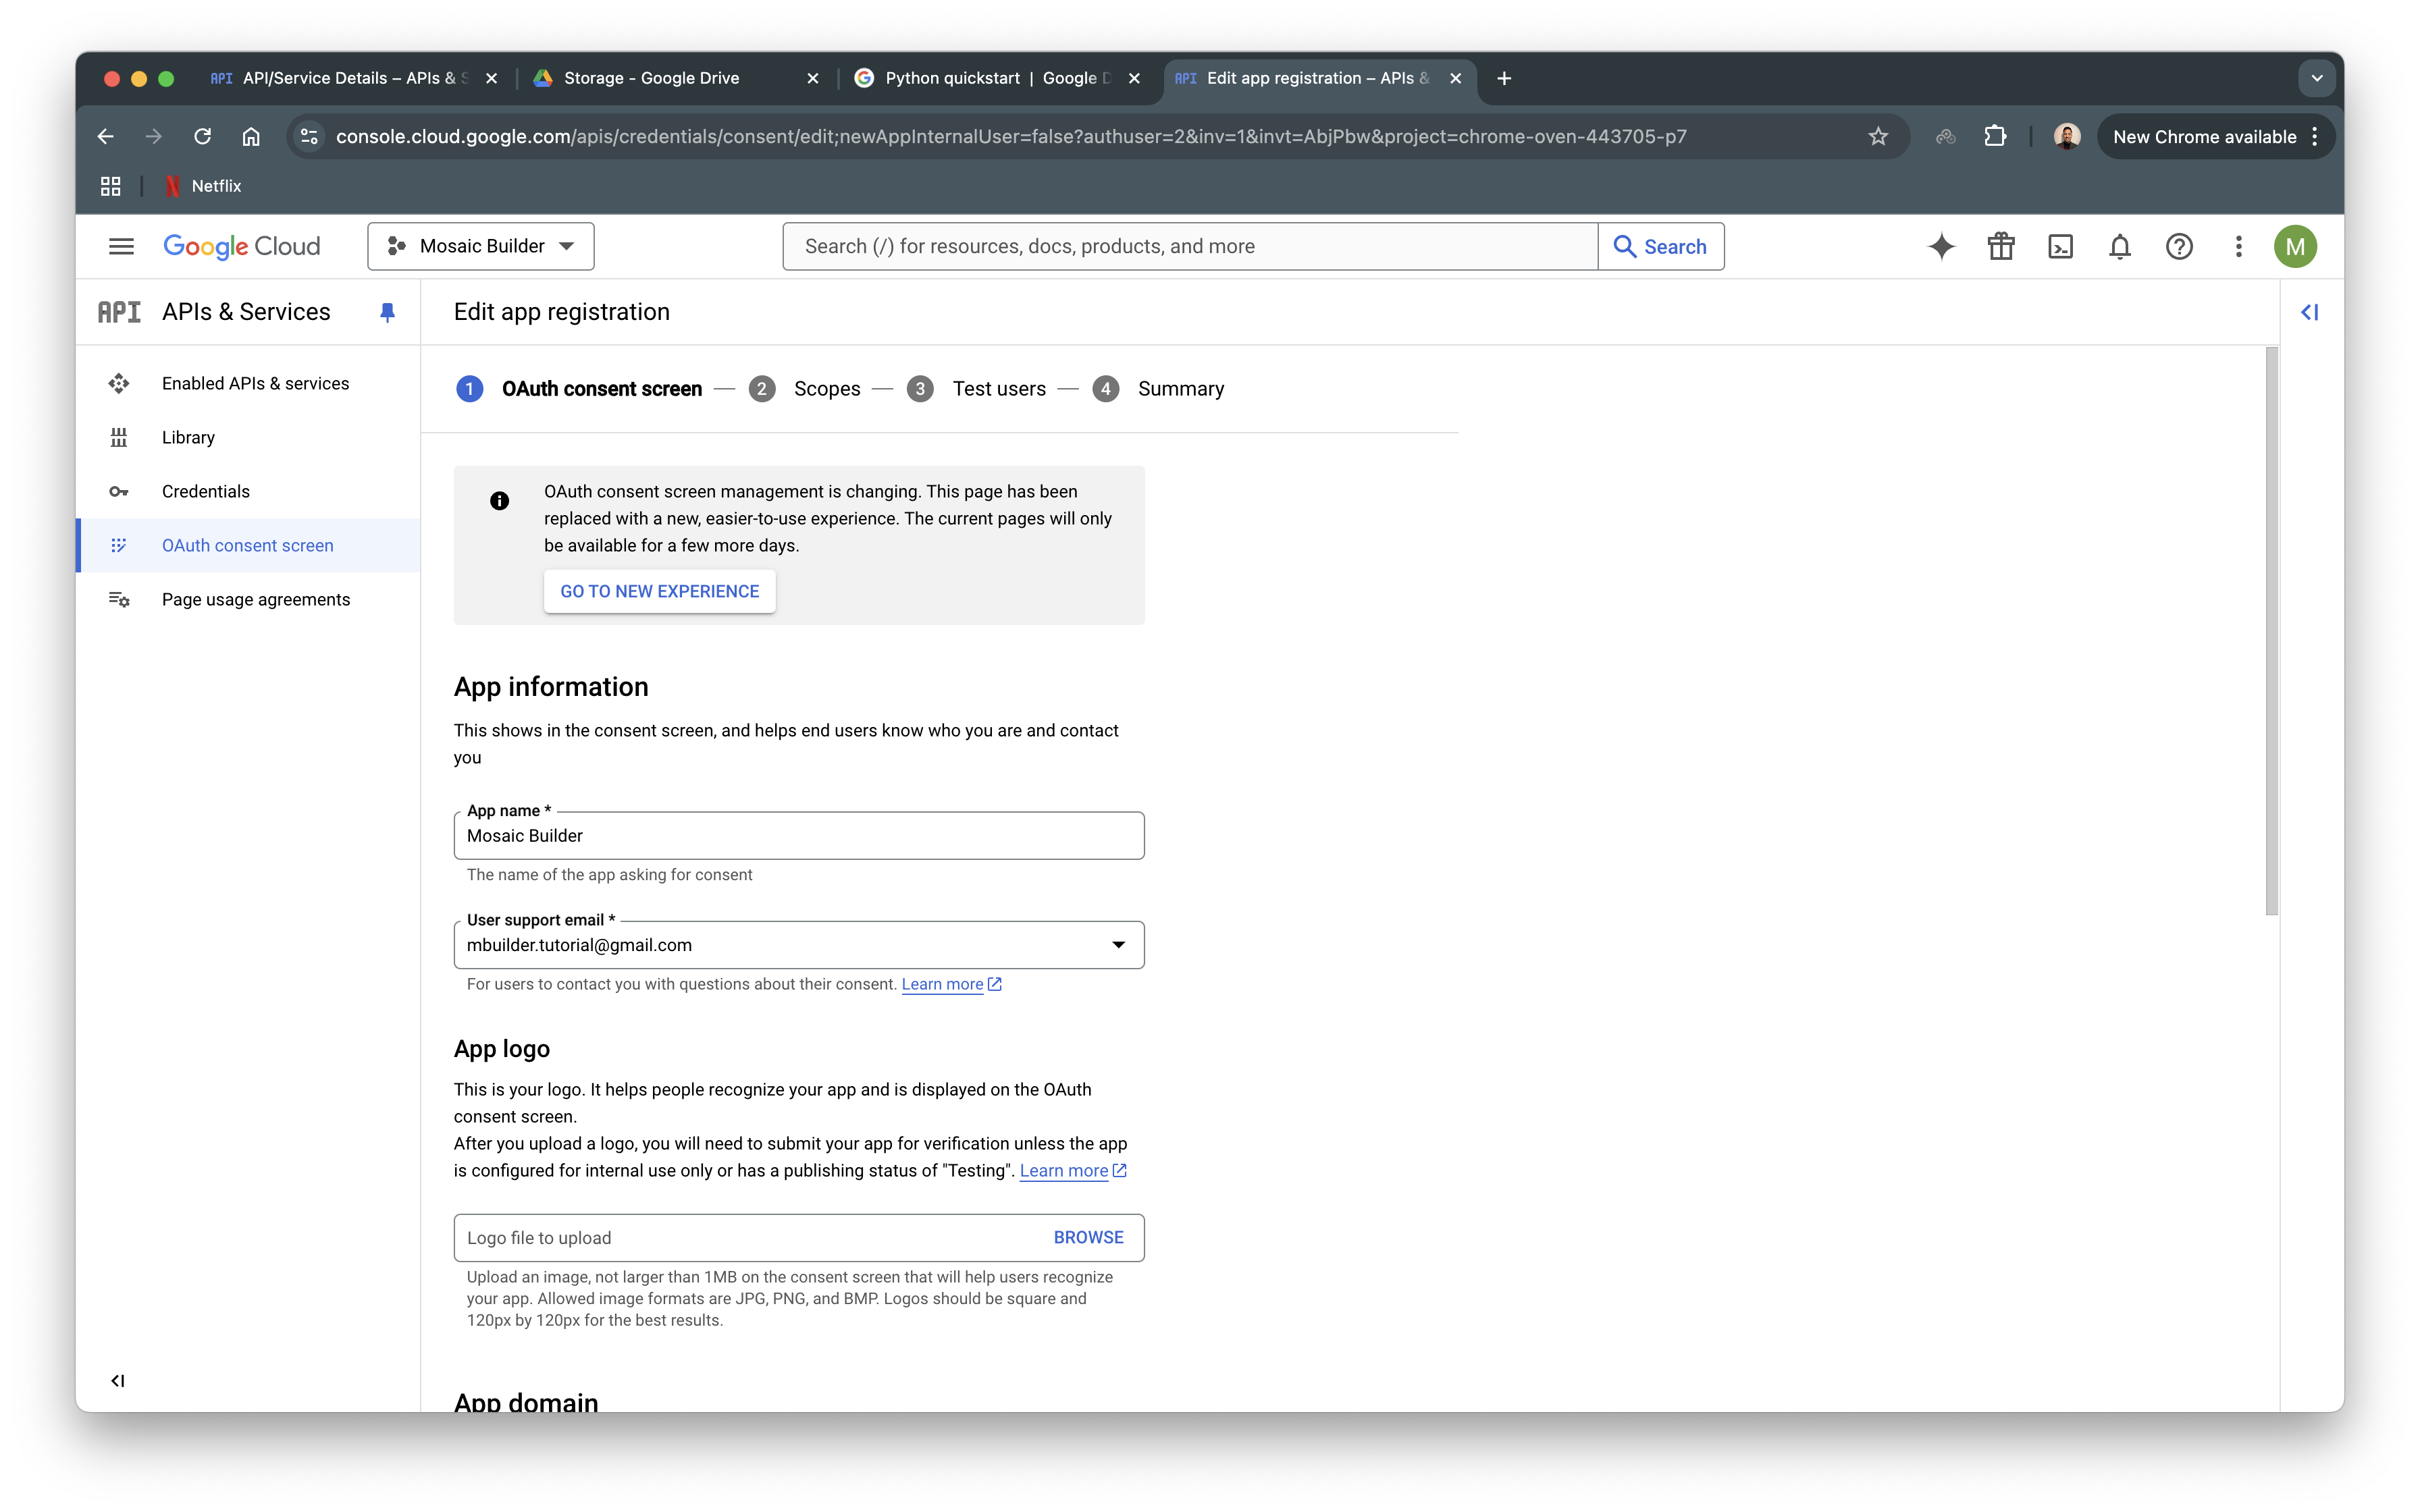 API API/Service Details – APIs & S
Storage - Google Drive
Python quickstart | Google D
API Edit app registration – APIs &
console.cloud.google.com/apis/credentials/consent/edit;newAppInternalUser=false?authuser=2&inv=1&invt=AbjPbw&project=chrome-oven-443705-p7
New Chrome available
Netflix
Google Cloud
Mosaic Builder
Search (/) for resources, docs, products, and more
Search
M
API APIs & Services
Edit app registration
Enabled APIs & services
Library
Credentials
OAuth consent screen
Page usage agreements
1 OAuth consent screen — 2 Scopes — 3 Test users — 4 Summary
OAuth consent screen management is changing. This page has been
replaced with a new, easier-to-use experience. The current pages will only
be available for a few more days.
GO TO NEW EXPERIENCE
App information
This shows in the consent screen, and helps end users know who you are and contact
you
App name *
Mosaic Builder
The name of the app asking for consent
User support email *
mbuilder.tutorial@gmail.com
For users to contact you with questions about their consent. Learn more
App logo
This is your logo. It helps people recognize your app and is displayed on the OAuth
consent screen.
After you upload a logo, you will need to submit your app for verification unless the app
is configured for internal use only or has a publishing status of "Testing". Learn more
Logo file to upload
BROWSE
Upload an image, not larger than 1MB on the consent screen that will help users recognize
your app. Allowed image formats are JPG, PNG, and BMP. Logos should be square and
120px by 120px for the best results.
App domain